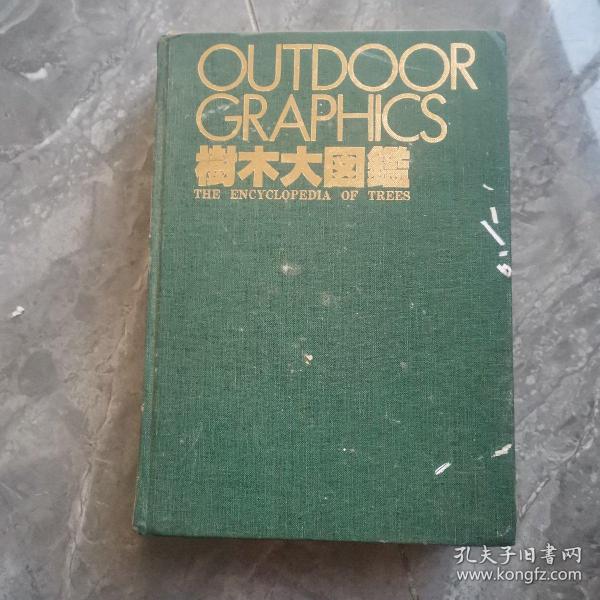 OUTDOOR
GRAPHICS
樹木大図鑑
THE ENCYCLOPEDIA OF TREES
孔夫子旧書网
www.kongfz.com